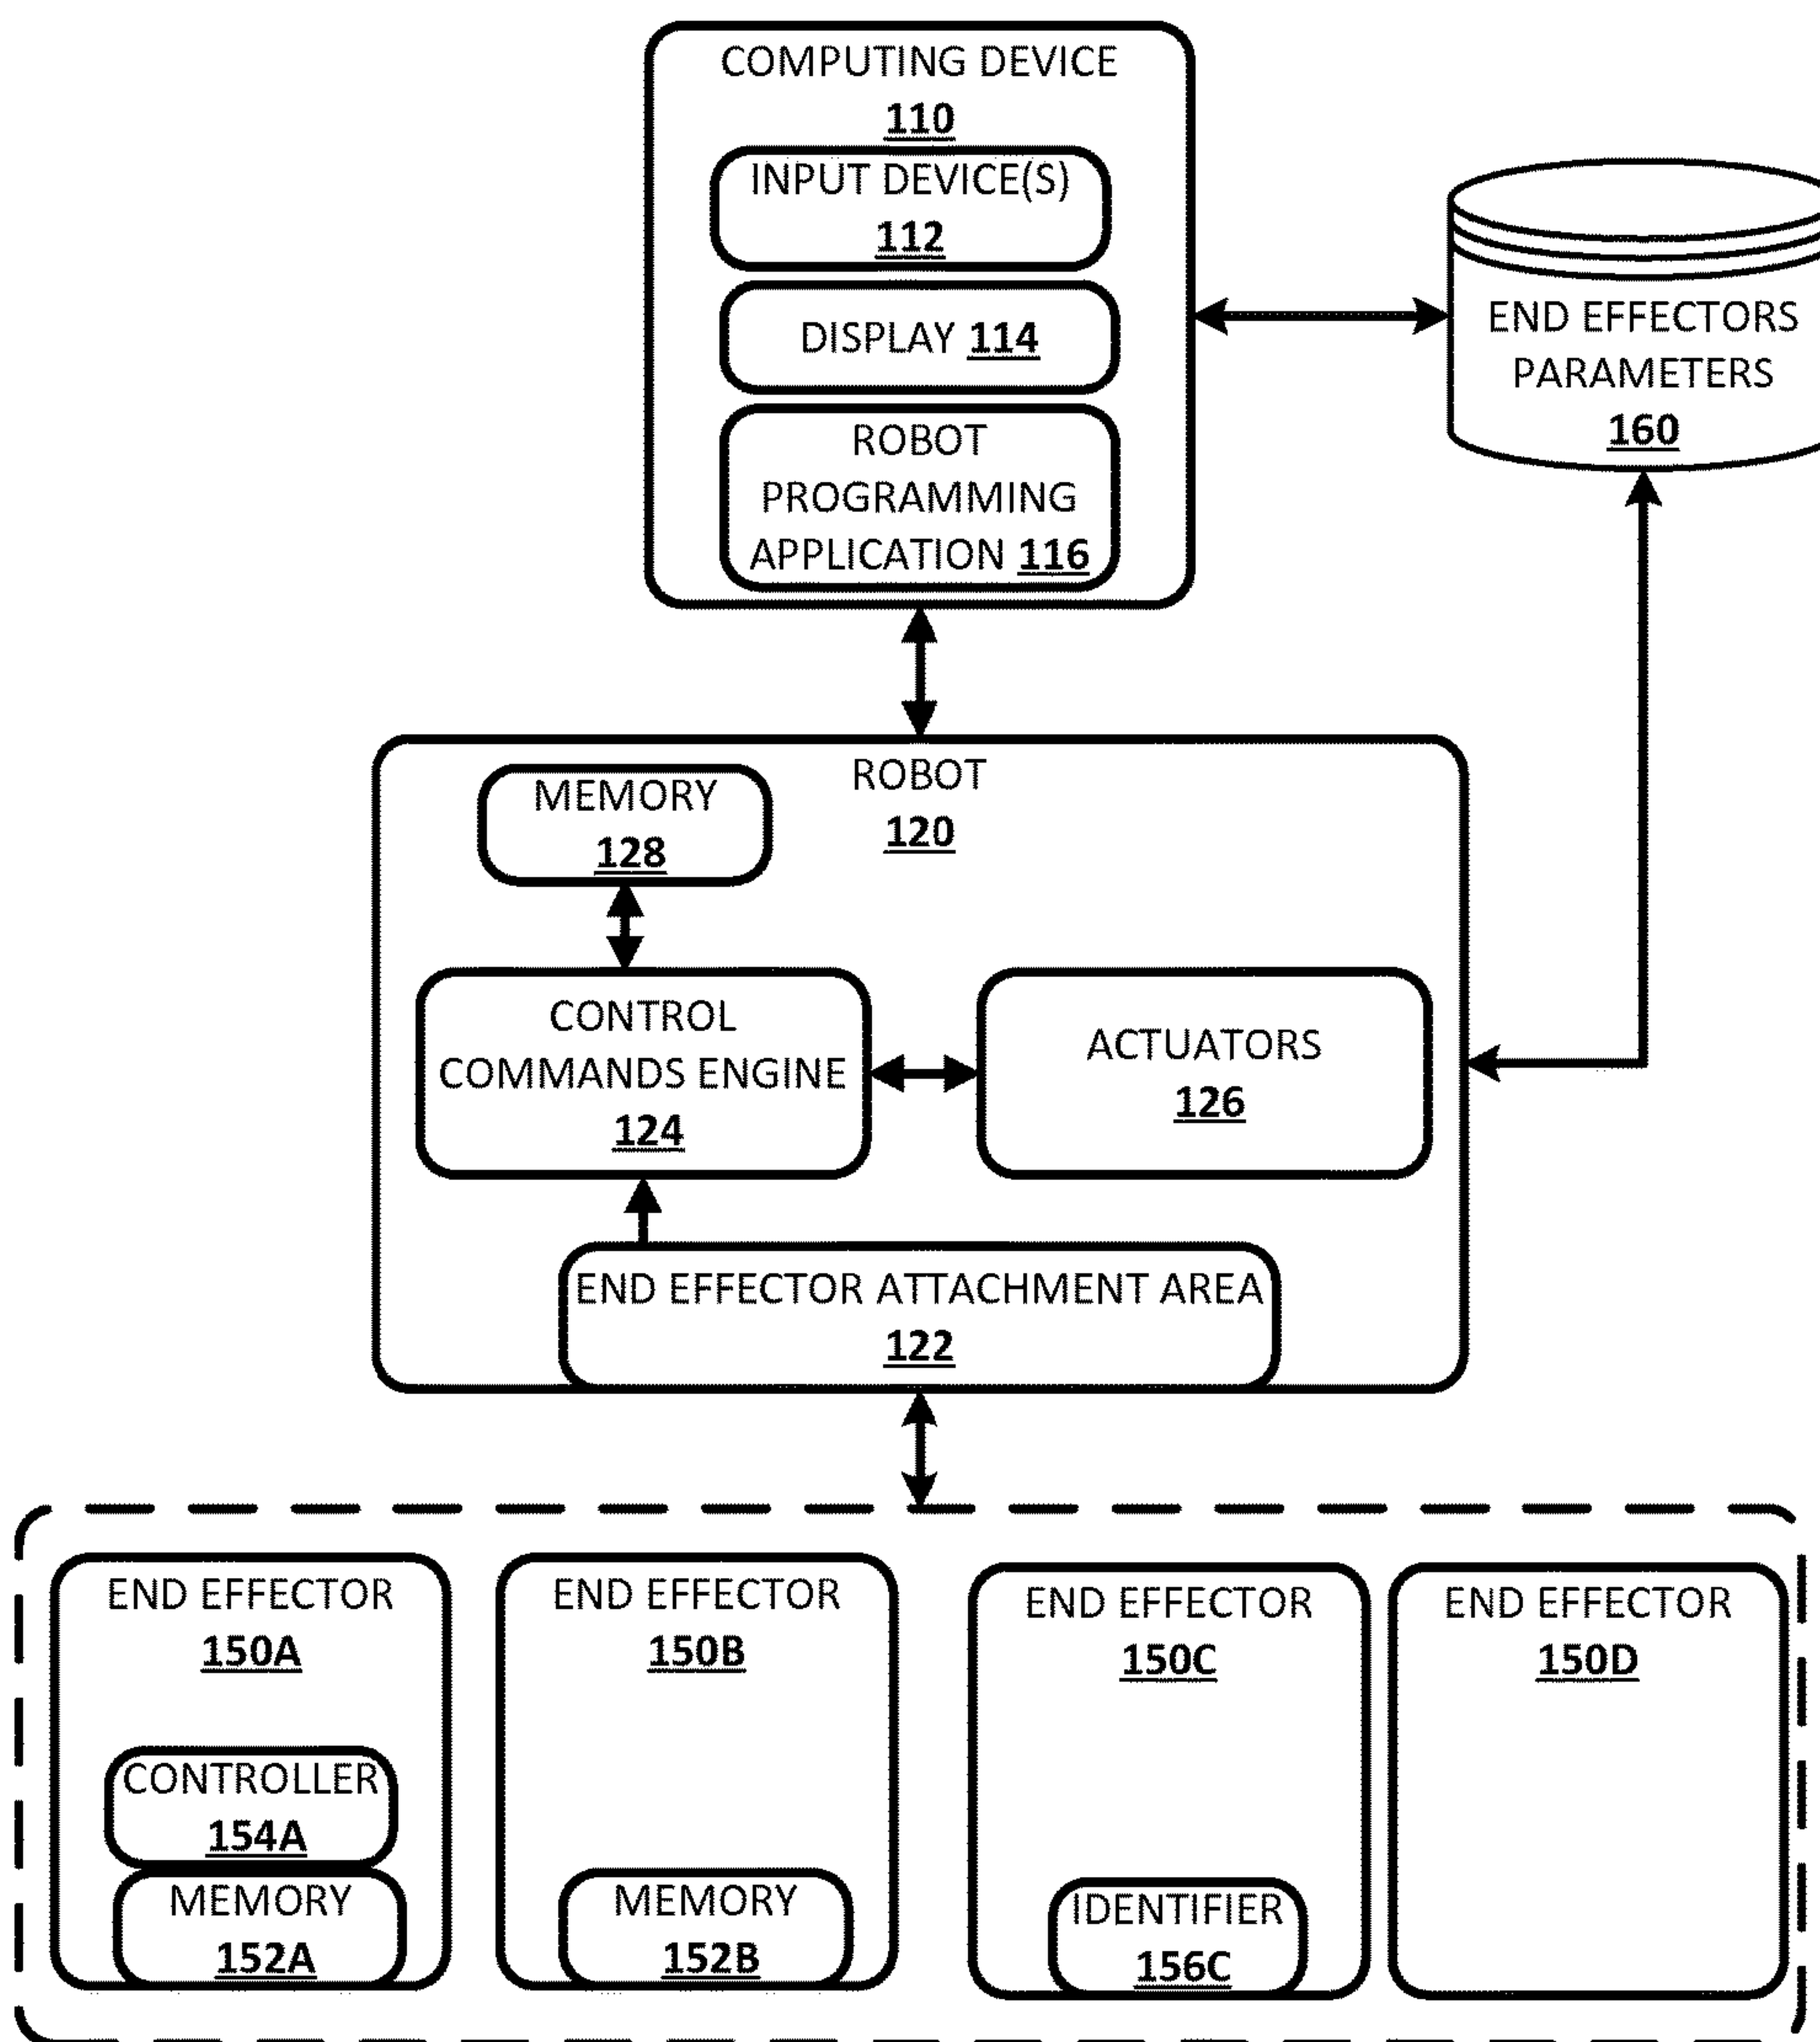 COMPUTING DEVICE
110
INPUT DEVICE(S)
112
DISPLAY 114
ROBOT
PROGRAMMING
APPLICATION 116
END EFFECTORS
PARAMETERS
160
ROBOT
120
MEMORY
128
CONTROL
COMMANDS ENGINE
124
ACTUATORS
126
END EFFECTOR ATTACHMENT AREA
122
END EFFECTOR
150A
CONTROLLER
154A
MEMORY
152A
END EFFECTOR
150B
MEMORY
152B
END EFFECTOR
150C
IDENTIFIER
156C
END EFFECTOR
150D